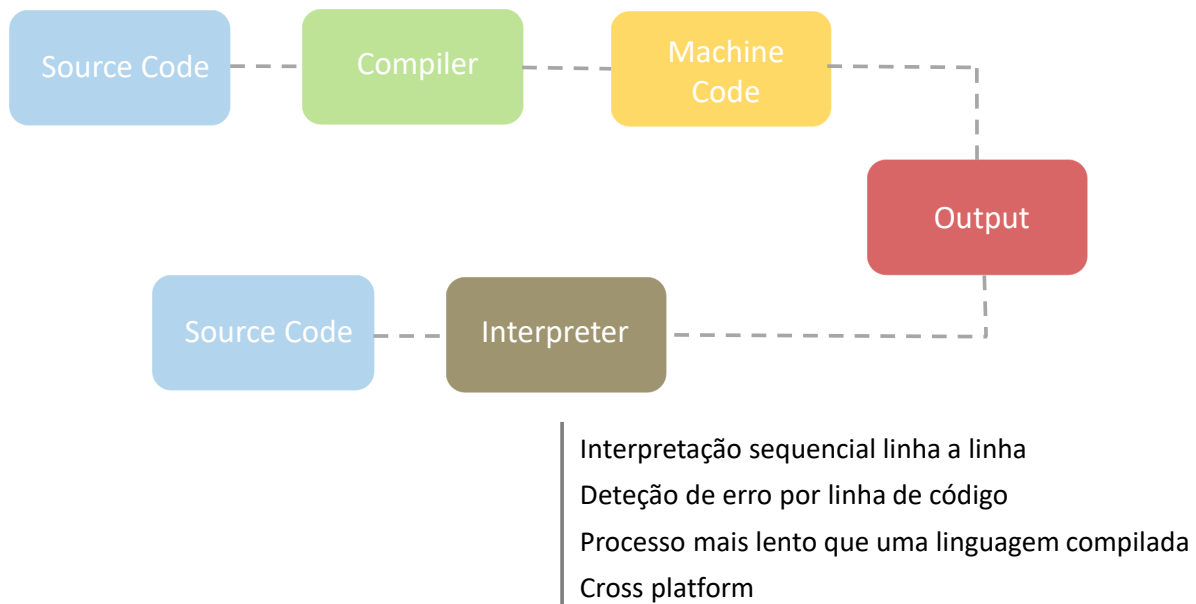 Source Code
Compiler
Machine
Code
Output
Source Code
Interpreter
Interpretação sequencial linha a linha
Deteção de erro por linha de código
Processo mais lento que uma linguagem compilada
Cross platform